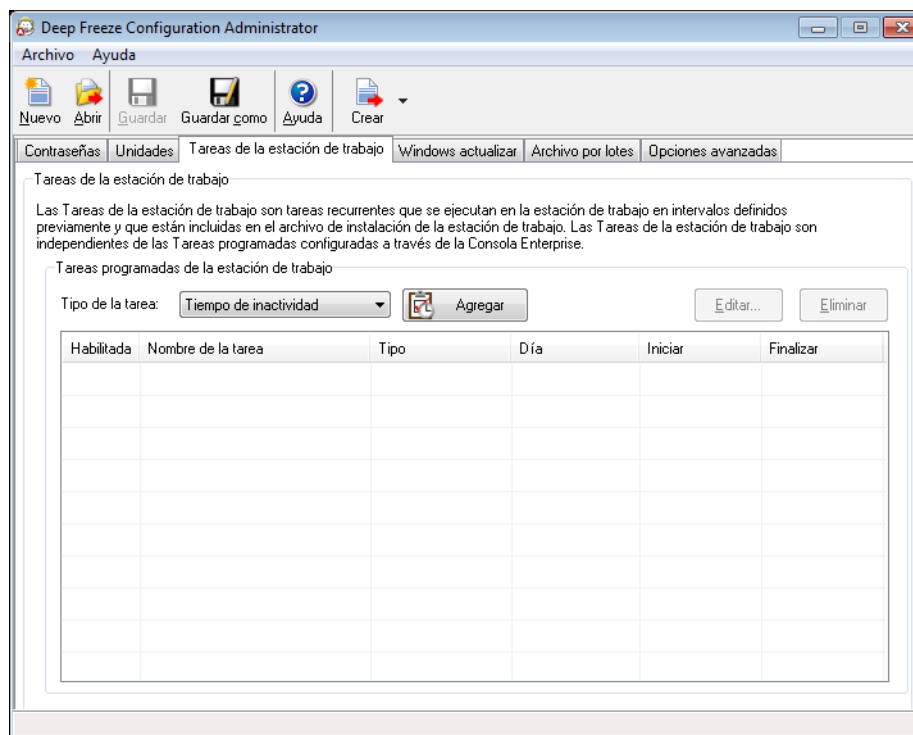 Deep Freeze Configuration Administrator
Archivo Ayuda
Nuevo Abrir Guardar Guardar como Ayuda Crear
Contraseñas Unidades Tareas de la estación de trabajo Windows actualizar Archivo por lotes Opciones avanzadas
Tareas de la estación de trabajo
Las Tareas de la estación de trabajo son tareas recurrentes que se ejecutan en la estación de trabajo en intervalos definidos
previamente y que están incluidas en el archivo de instalación de la estación de trabajo. Las Tareas de la estación de trabajo son
independientes de las Tareas programadas configuradas a través de la Consola Enterprise.
Tareas programadas de la estación de trabajo
Tipo de la tarea: Tiempo de inactividad Agregar Editar... Eliminar
Habilitada Nombre de la tarea Tipo Día Iniciar Finalizar